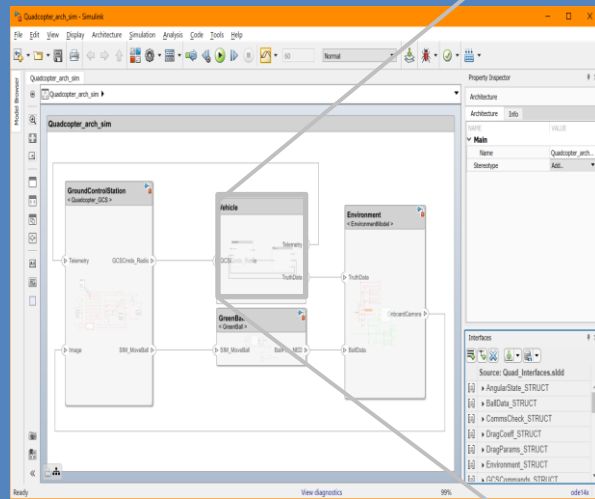 Quadcopter_arch_sim - Simulink
File Edit View Display Architecture Simulation Analysis Code Tools Help
50 Normal
Quadcopter_arch_sim
Quadcopter_arch_sim
Model Browser
Quadcopter_arch_sim
GroundControlStation
< Quadcopter_GCS >
Telemetry GCSCmds_Radio
Image SIM_MoveBall
Vehicle
Telemetry
TruthData
GreenBall
< GreenBall >
SIM_MoveBall
Environment
< EnvironmentModel >
TruthData
OnboardCamera
BallData
Property Inspector
Architecture
Architecture Info
NAME VALUE
Main
Name Quadcopter_arch...
Stereotype Add..
Interfaces
Source: Quad_Interfaces.sldd
AngularState_STRUCT
BallData_STRUCT
CommsCheck_STRUCT
DragCoeff_STRUCT
DragParams_STRUCT
Environment_STRUCT
GCSCommands_STRUCT
Ready View diagnostics 99% ode14x